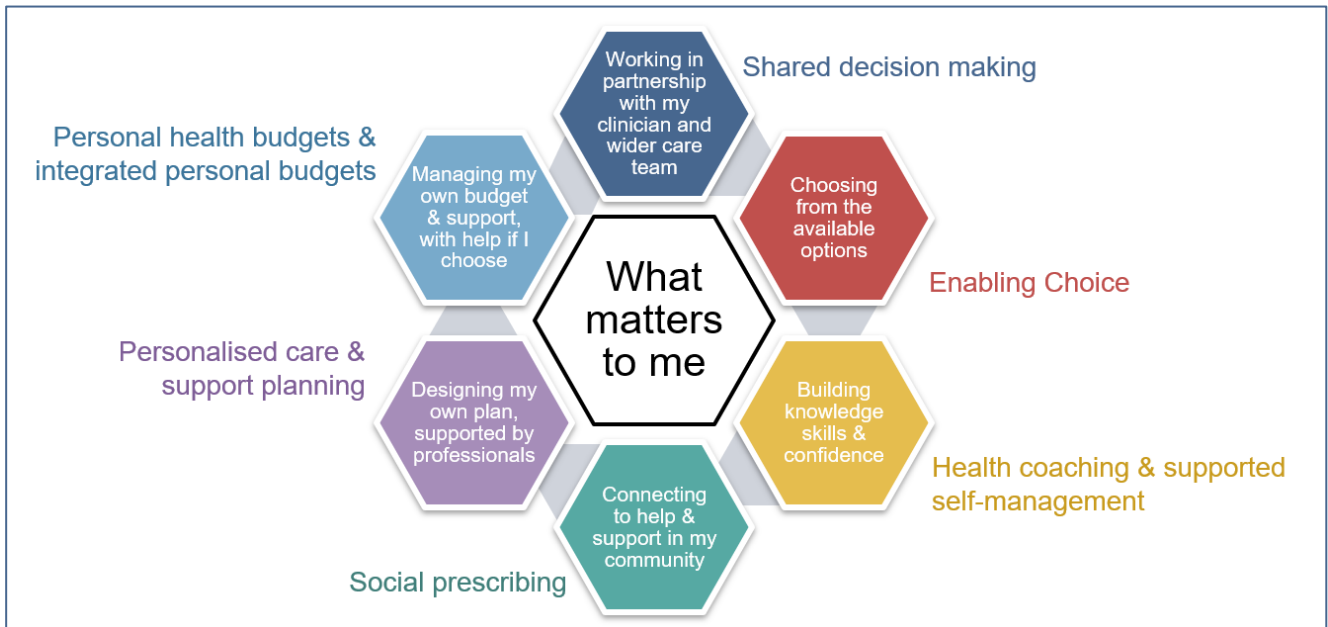 Working in
partnership
with my
clinician and
wider care
team
Shared decision making
Personal health budgets &
integrated personal budgets
Managing my
own budget
& support,
with help if I
choose
Choosing
from the
available
options
Enabling Choice
What
matters
to me
Personalised care &
support planning
Designing my
own plan,
supported by
professionals
Building
knowledge
skills &
confidence
Health coaching & supported
self-management
Connecting
to help &
support in my
community
Social prescribing